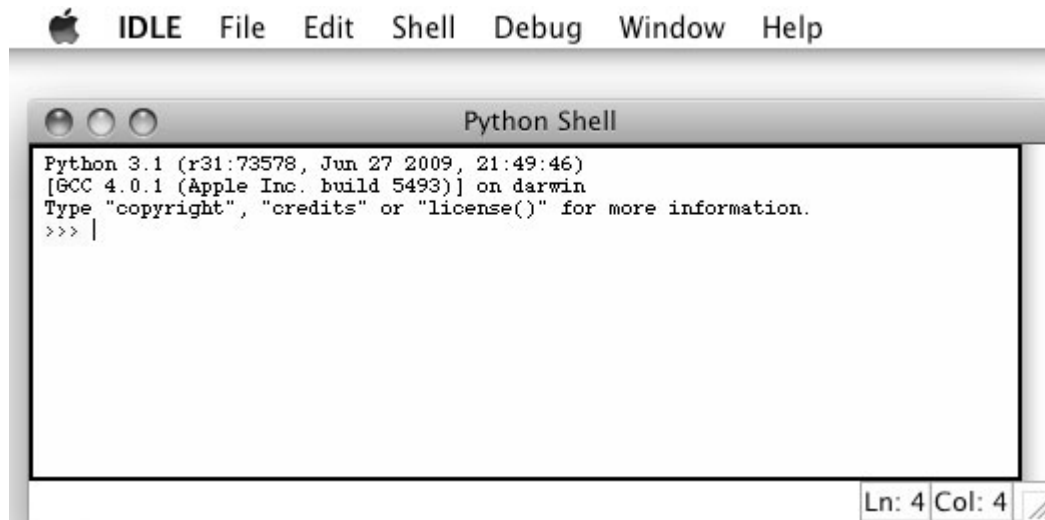 IDLE File Edit Shell Debug Window Help
Python Shell
Python 3.1 (r31:73578, Jun 27 2009, 21:49:46)
[GCC 4.0.1 (Apple Inc. build 5493)] on darwin
Type "copyright", "credits" or "license()" for more information.
>>>
Ln: 4 Col: 4